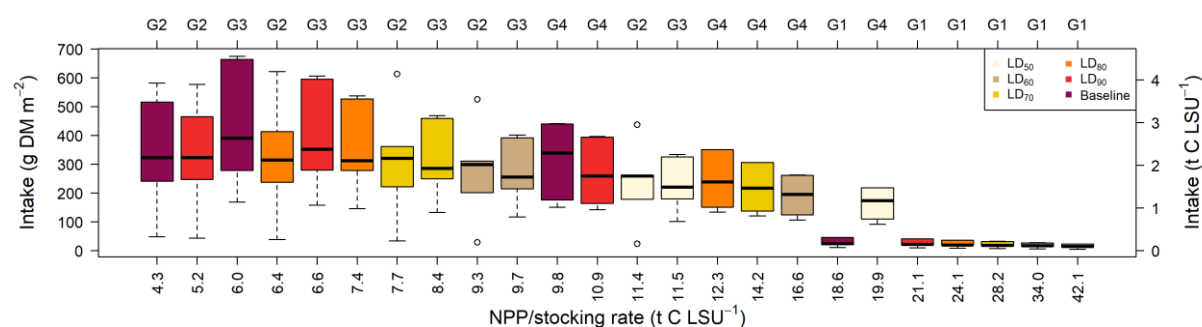 G2 G2 G3 G2 G3 G3 G2 G3 G2 G3 G4 G4 G2 G3 G4 G4 G4 G1 G4 G1 G1 G1 G1 G1
700
600
500
400
300
200
100
0
Intake (g DM m⁻²)
LD₅₀ LD₈₀
LD₆₀ LD₉₀
LD₇₀ Baseline
4
3
2
1
0
Intake (t C LSU⁻¹)
4.3 5.2 6.0 6.4 6.6 7.4 7.7 8.4 9.3 9.7 9.8 10.9 11.4 11.5 12.3 14.2 16.6 18.6 19.9 21.1 24.1 28.2 34.0 42.1
NPP/stocking rate (t C LSU⁻¹)